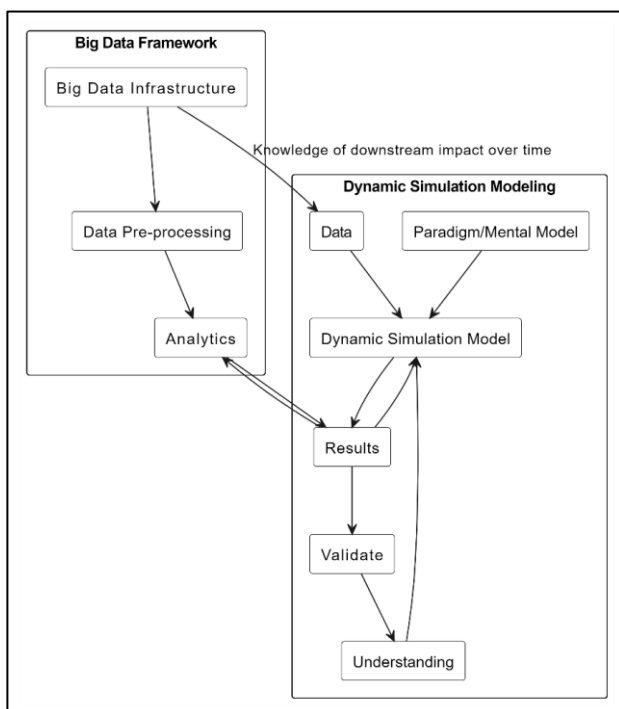 Big Data Framework
Big Data Infrastructure
Knowledge of downstream impact over time
Dynamic Simulation Modeling
Data Pre-processing
Data
Paradigm/Mental Model
Analytics
Dynamic Simulation Model
Results
Validate
Understanding